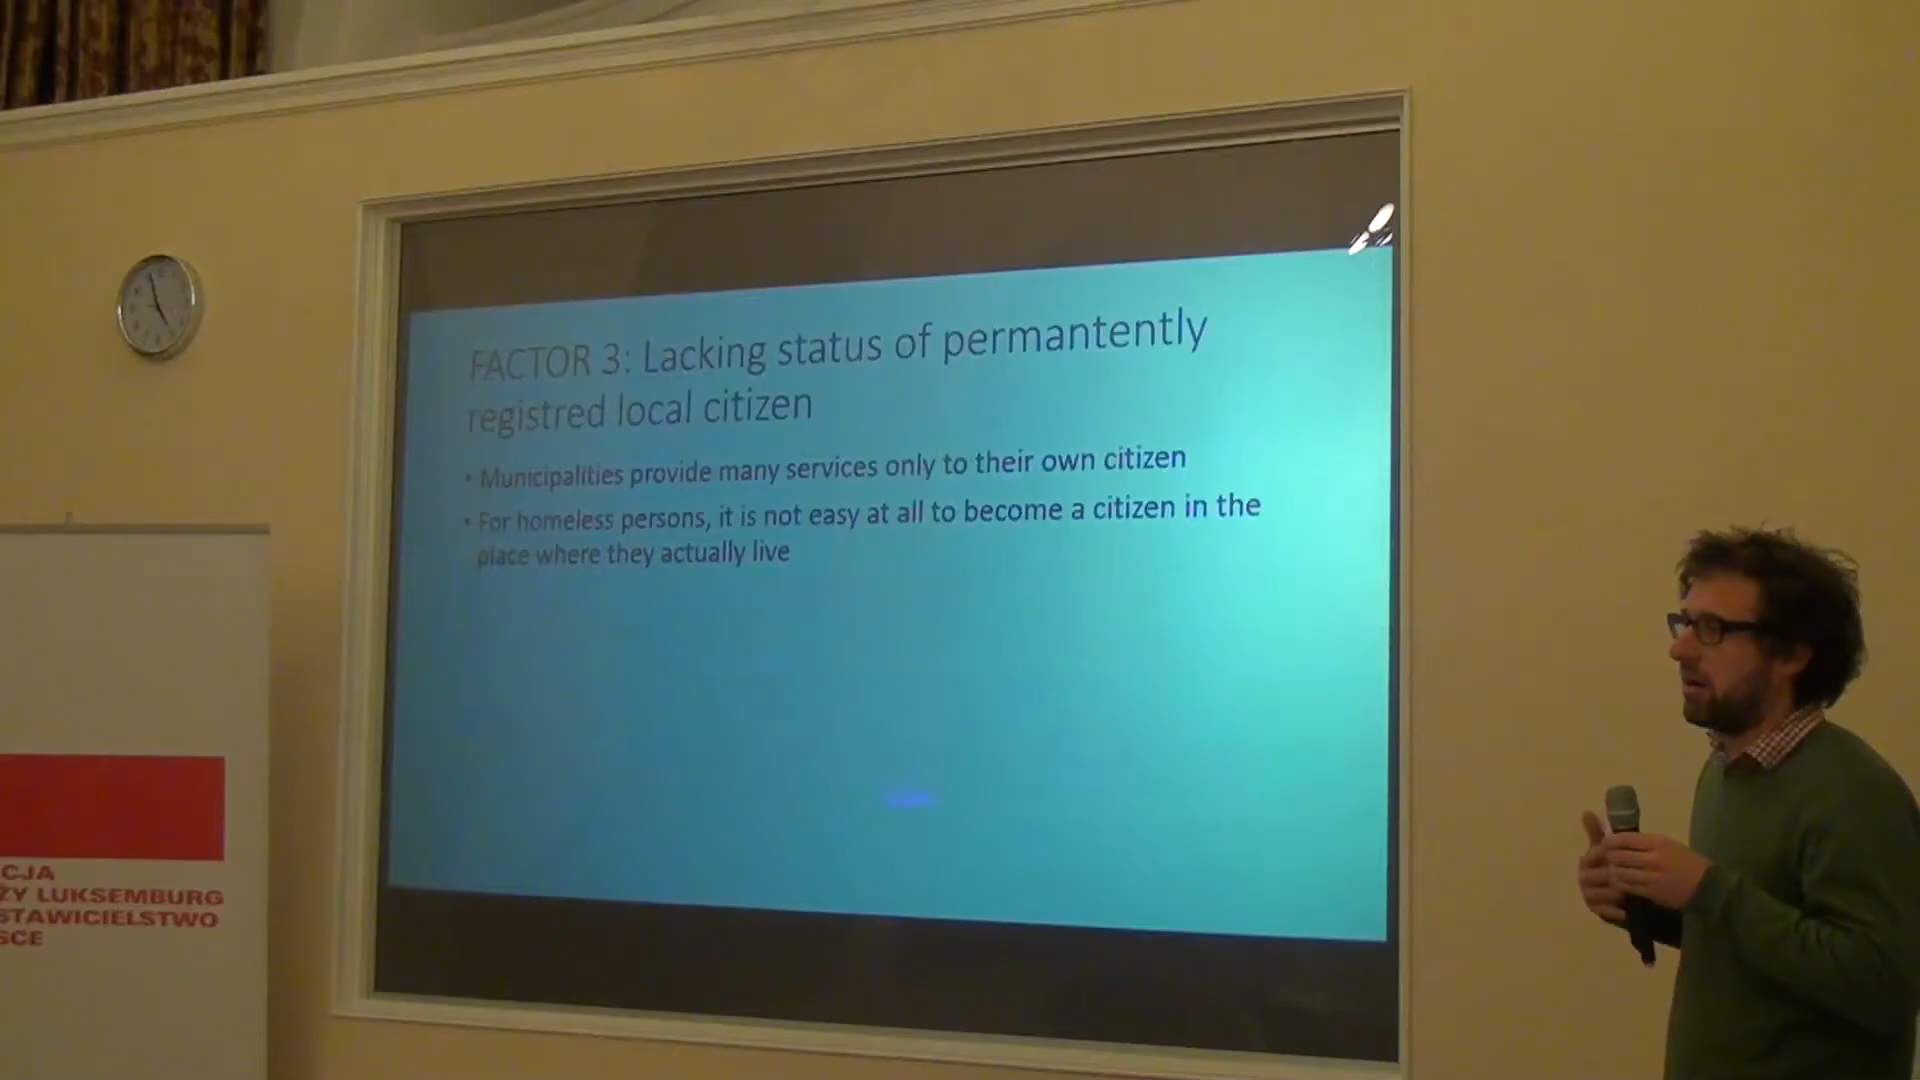 FACTOR 3: Lacking status of permantently
registred local citizen
• Municipalities provide many services only to their own citizen
• For homeless persons, it is not easy at all to become a citizen in the
place where they actually live
CJA
ŻY LUKSEMBURG
STAWICIELSTWO
SCE